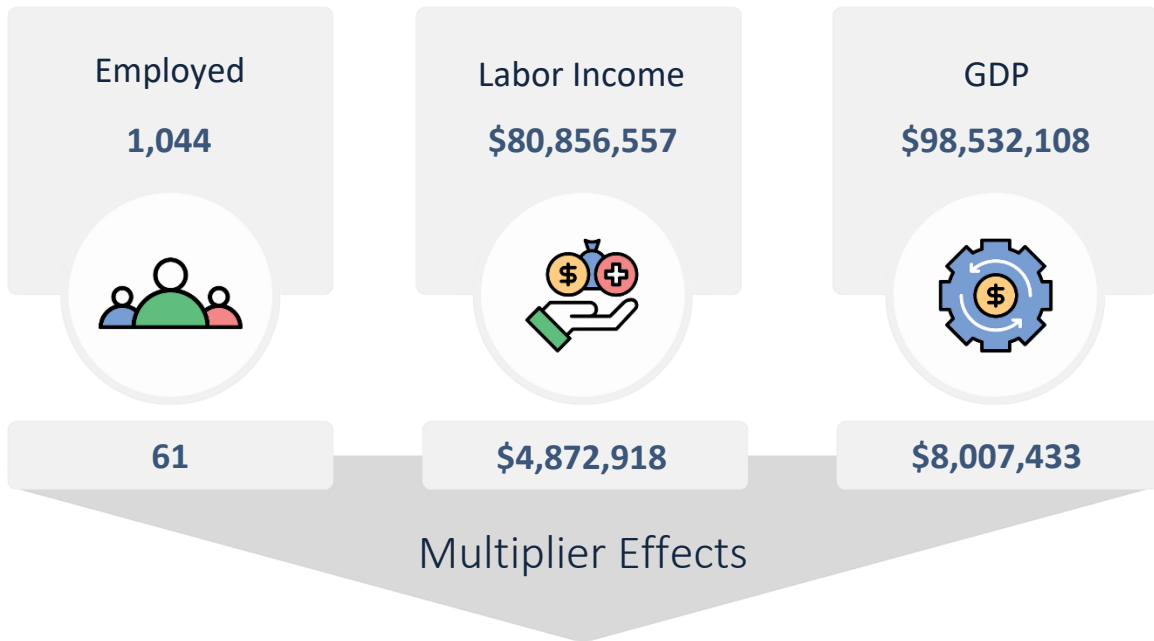 Employed
1,044
Labor Income
$80,856,557
GDP
$98,532,108
$
$
61
$4,872,918
$8,007,433
Multiplier Effects